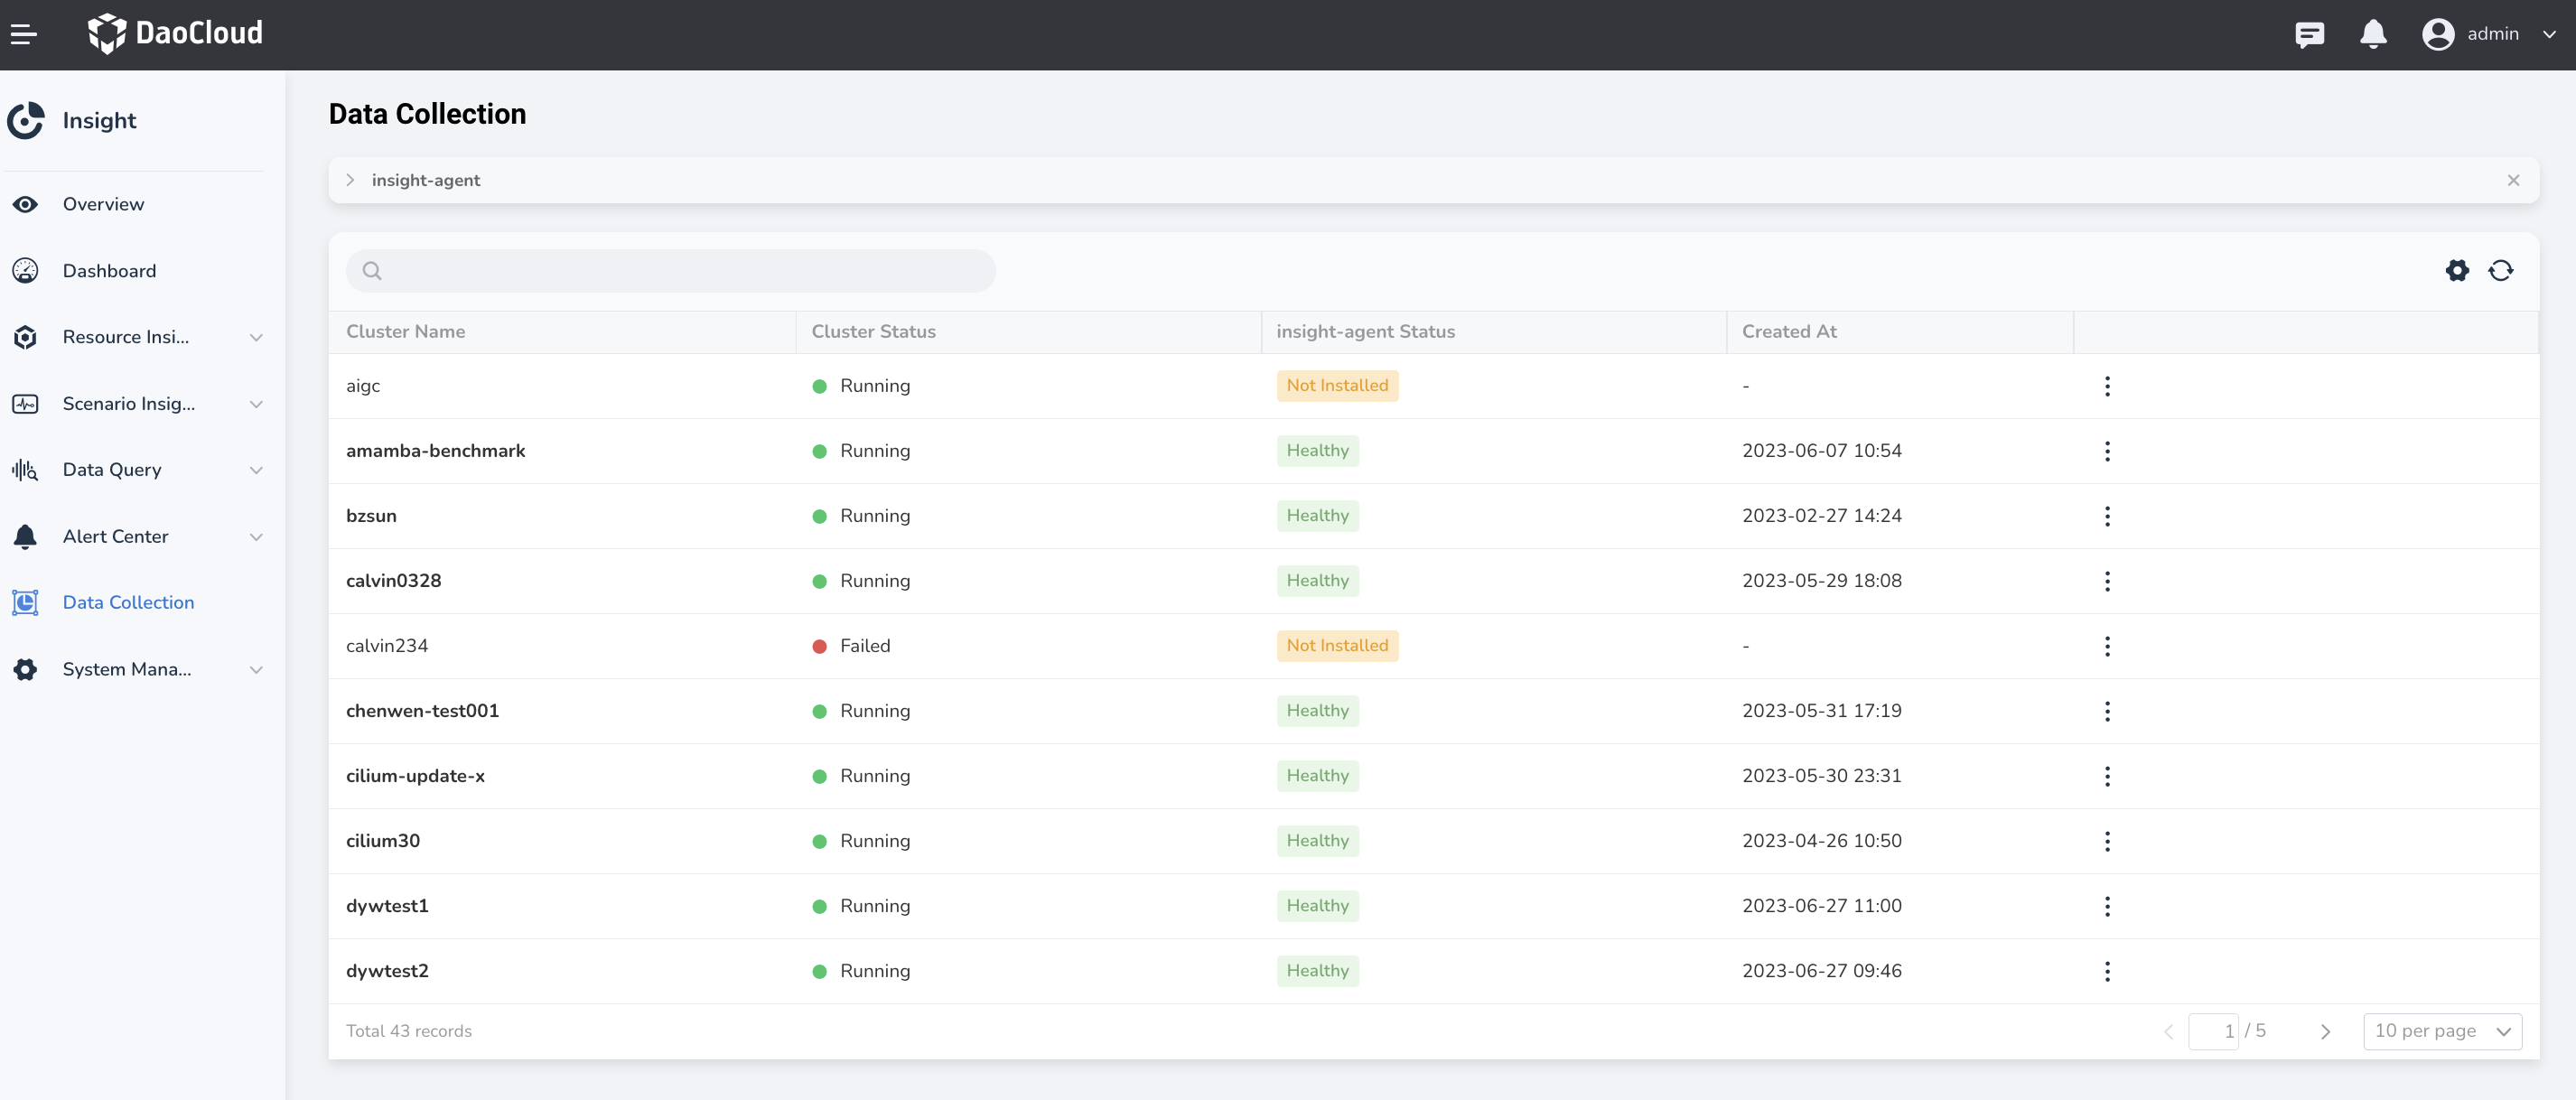 DaoCloud
admin
Insight
Overview
Dashboard
Resource Insi...
Scenario Insig...
Data Query
Alert Center
Data Collection
System Mana...
Data Collection
insight-agent
Cluster Name Cluster Status insight-agent Status Created At
aigc Running Not Installed -
amamba-benchmark Running Healthy 2023-06-07 10:54
bzsun Running Healthy 2023-02-27 14:24
calvin0328 Running Healthy 2023-05-29 18:08
calvin234 Failed Not Installed -
chenwen-test001 Running Healthy 2023-05-31 17:19
cilium-update-x Running Healthy 2023-05-30 23:31
cilium30 Running Healthy 2023-04-26 10:50
dywtest1 Running Healthy 2023-06-27 11:00
dywtest2 Running Healthy 2023-06-27 09:46
Total 43 records 1 / 5 10 per page